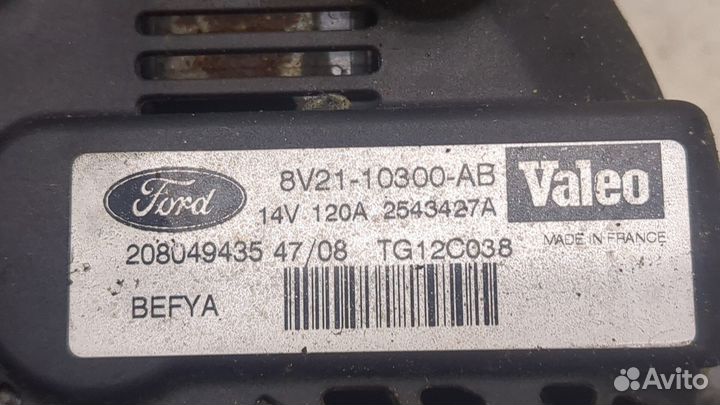 Ford 8V21-10300-AB Valeo
14V 120A 2543427A
208049435 47/08 TG12C038 MADE IN FRANCE
BEFYA
Avito